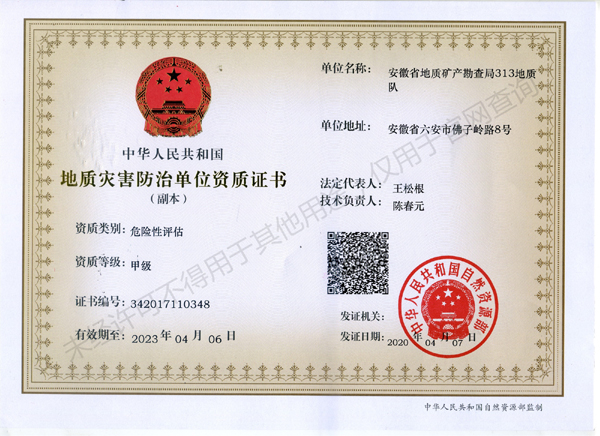 中华人民共和国
地质灾害防治单位资质证书
(副本)
资质类别: 危险性评估
资质等级: 甲级
证书编号: 342017110348
有效期至: 2023 年 04 月 06 日
单位名称: 安徽省地质矿产勘查局313地质
队
单位地址: 安徽省六安市佛子岭路8号
法定代表人: 王松根
技术负责人: 陈春元
发证机关:
发证日期: 2020 年 04 月 07 日
中华人民共和国自然资源部
未经许可不得用于其他用途,仅用于官网查询
中华人民共和国自然资源部监制